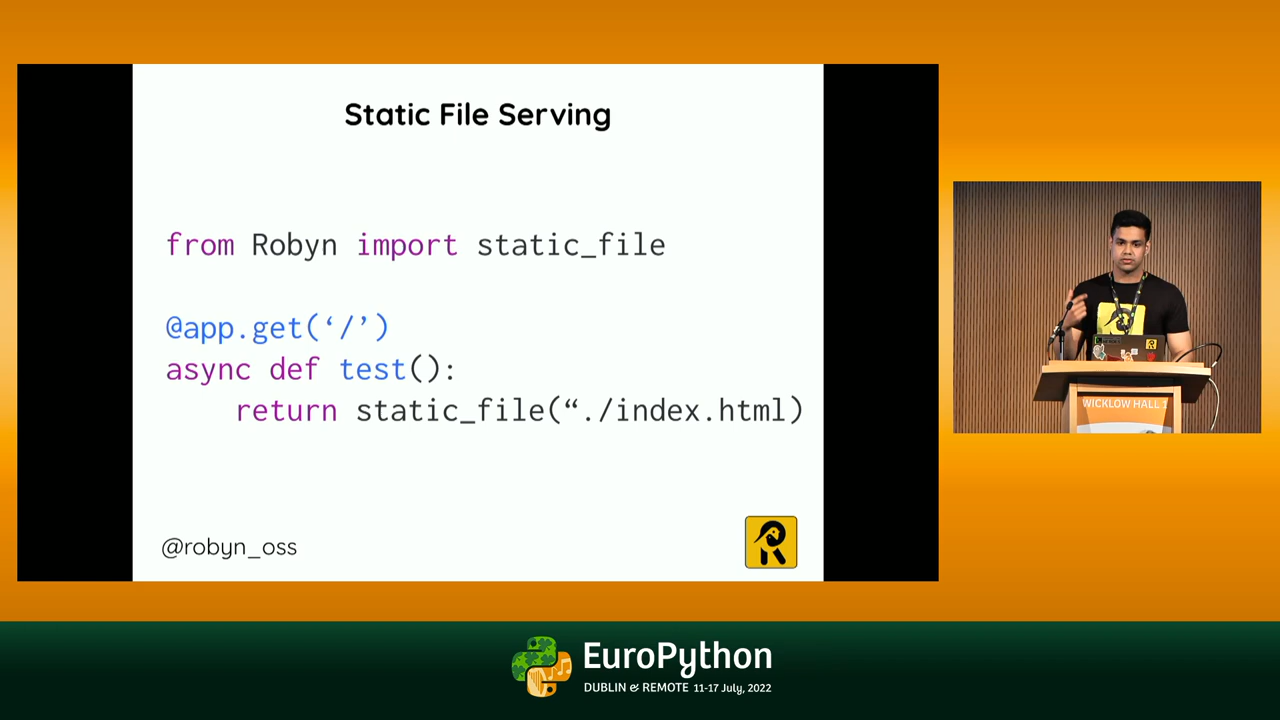 Static File Serving
from Robyn import static_file
@app.get(‘/’)
async def test():
    return static_file(“./index.html)
@robyn_oss
R
WICKLOW HALL 1
EuroPython
DUBLIN & REMOTE 11-17 July, 2022